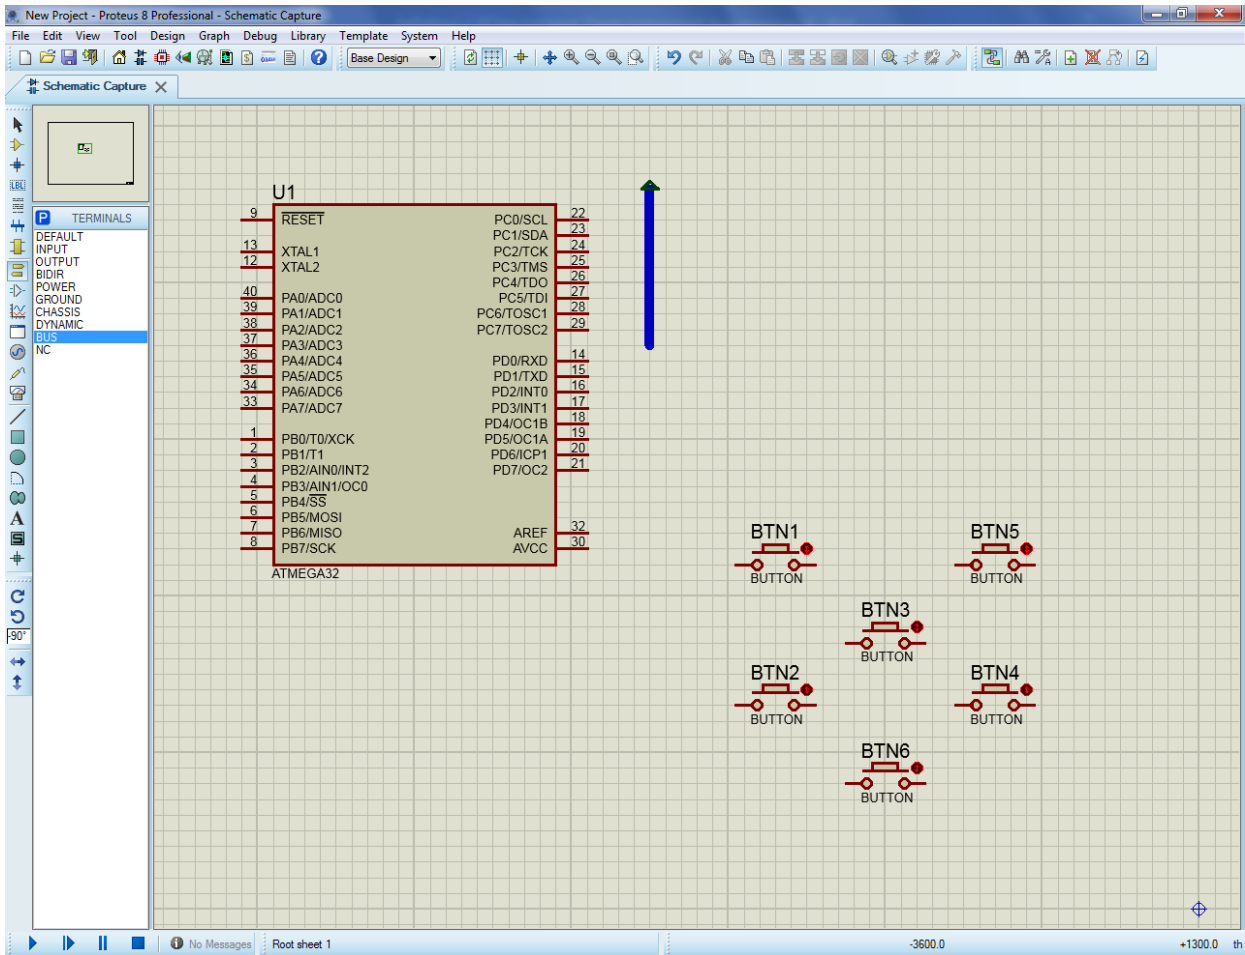 New Project - Proteus 8 Professional - Schematic Capture
File Edit View Tool Design Graph Debug Library Template System Help
Base Design
Schematic Capture
LBL
P TERMINALS
DEFAULT
INPUT
OUTPUT
BIDIR
POWER
GROUND
CHASSIS
DYNAMIC
BUS
NC
A
S
-90°
U1
9 RESET PC0/SCL 22
PC1/SDA 23
13 XTAL1 PC2/TCK 24
12 XTAL2 PC3/TMS 25
PC4/TDO 26
40 PA0/ADC0 PC5/TDI 27
39 PA1/ADC1 PC6/TOSC1 28
38 PA2/ADC2 PC7/TOSC2 29
37 PA3/ADC3
36 PA4/ADC4 PD0/RXD 14
35 PA5/ADC5 PD1/TXD 15
34 PA6/ADC6 PD2/INT0 16
33 PA7/ADC7 PD3/INT1 17
PD4/OC1B 18
1 PB0/T0/XCK PD5/OC1A 19
2 PB1/T1 PD6/ICP1 20
3 PB2/AIN0/INT2 PD7/OC2 21
4 PB3/AIN1/OC0
5 PB4/SS
6 PB5/MOSI
7 PB6/MISO AREF 32
8 PB7/SCK AVCC 30
ATMEGA32
BTN1 BTN5
BUTTON BUTTON
BTN3
BUTTON
BTN2 BTN4
BUTTON BUTTON
BTN6
BUTTON
No Messages Root sheet 1 -3600.0 +1300.0 th